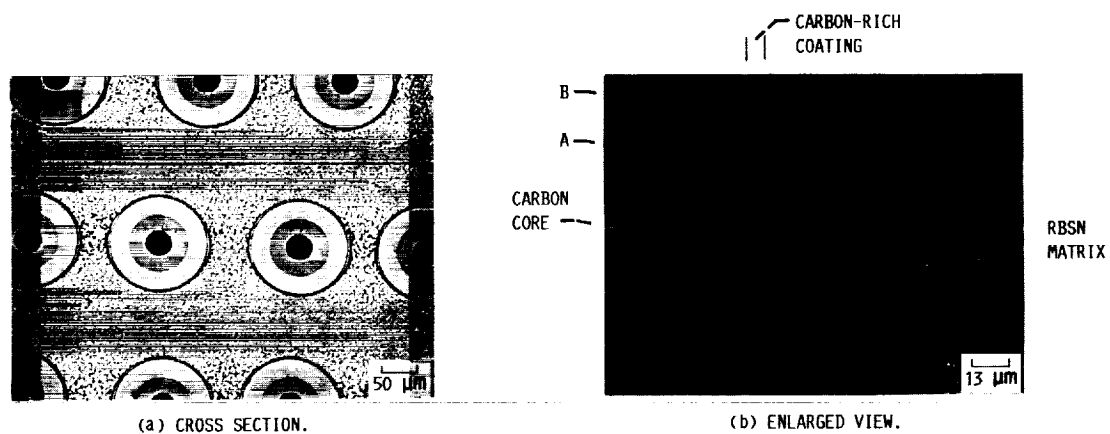 CARBON-RICH
COATING
B
A
CARBON
CORE
RBSN
MATRIX
50 µm
13 µm
(a) CROSS SECTION.
(b) ENLARGED VIEW.